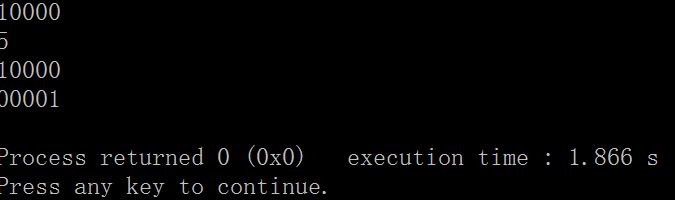 10000
5
10000
00001
Process returned 0 (0x0)   execution time : 1.866 s
Press any key to continue.